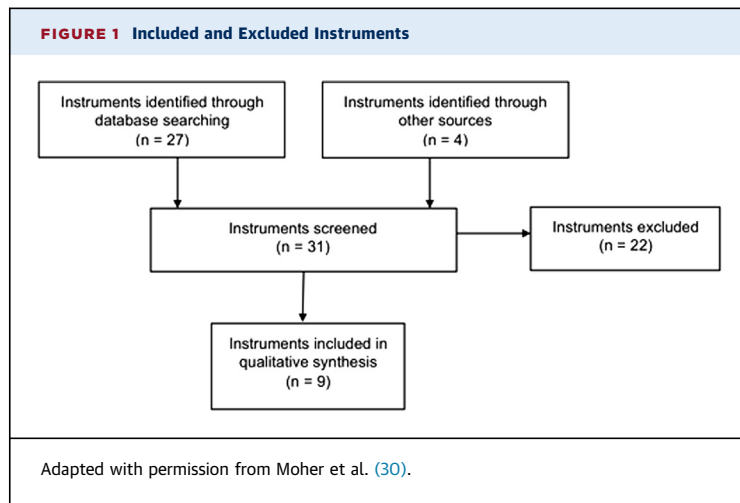 FIGURE 1 Included and Excluded Instruments
Instruments identified through
database searching
(n = 27)
Instruments identified through
other sources
(n = 4)
Instruments screened
(n = 31)
Instruments excluded
(n = 22)
Instruments included in
qualitative synthesis
(n = 9)
Adapted with permission from Moher et al. (30).